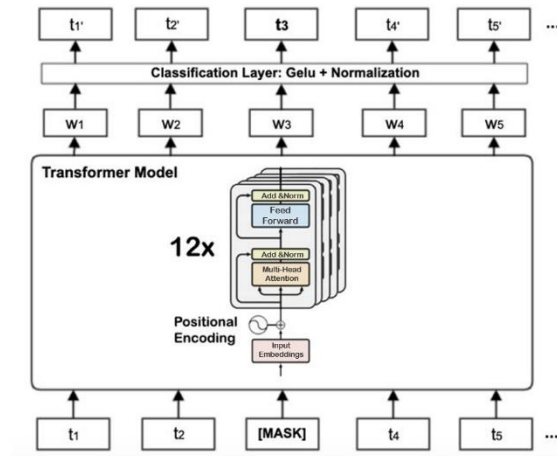 t1' t2' t3 t4' t5' ...
Classification Layer: Gelu + Normalization
W1 W2 W3 W4 W5
Transformer Model
12x
Add &Norm
Feed
Forward
Add &Norm
Multi-Head
Attention
Positional
Encoding
Input
Embeddings
t1 t2 [MASK] t4 t5 ...